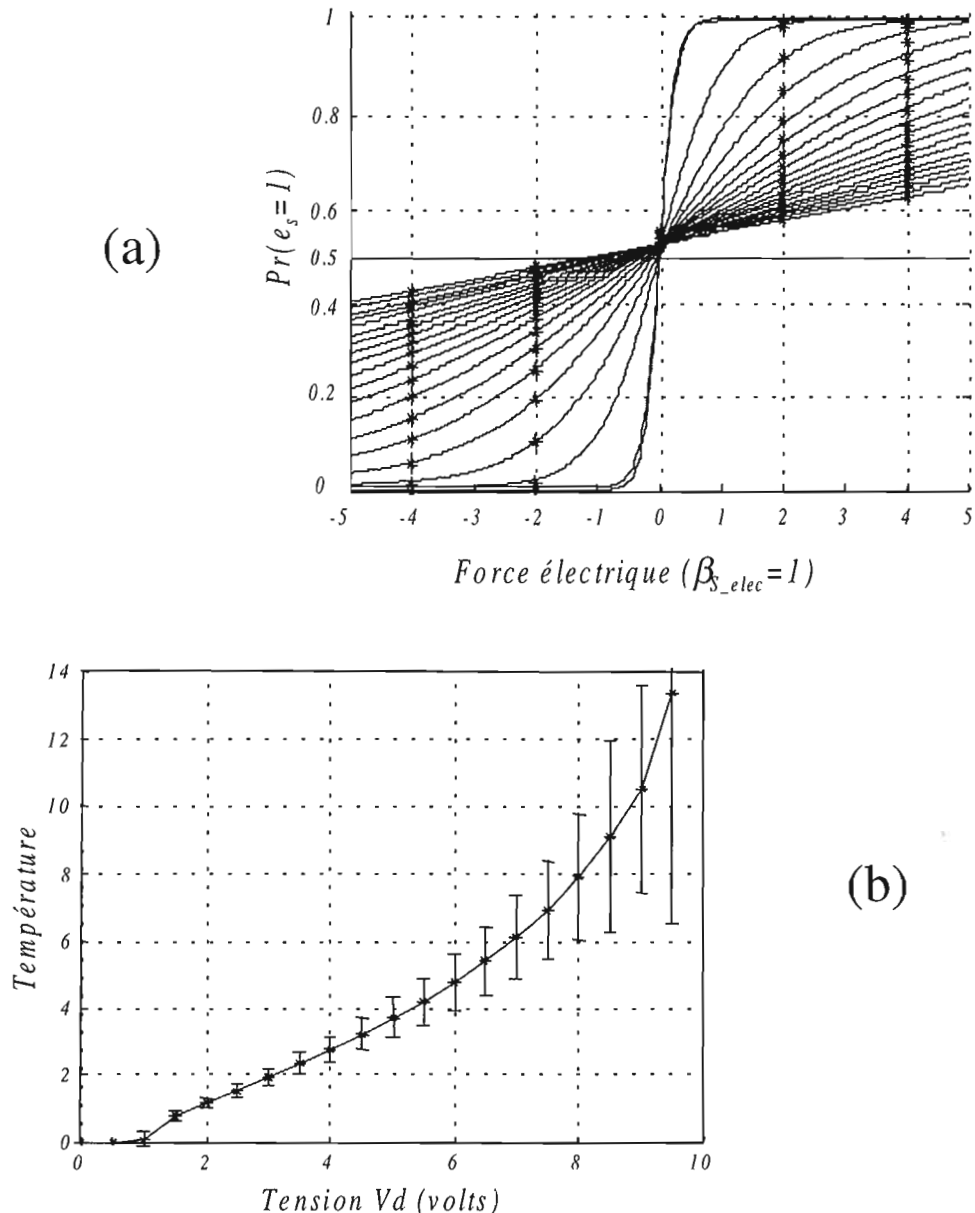 (a)
Pr(e_s=1)
1
0.8
0.6
0.5
0.4
0.2
0
-5 -4 -3 -2 -1 0 1 2 3 4 5
Force électrique (β_S_elec=1)
(b)
Température
14
12
10
8
6
4
2
0
0 2 4 6 8 10
Tension Vd (volts)